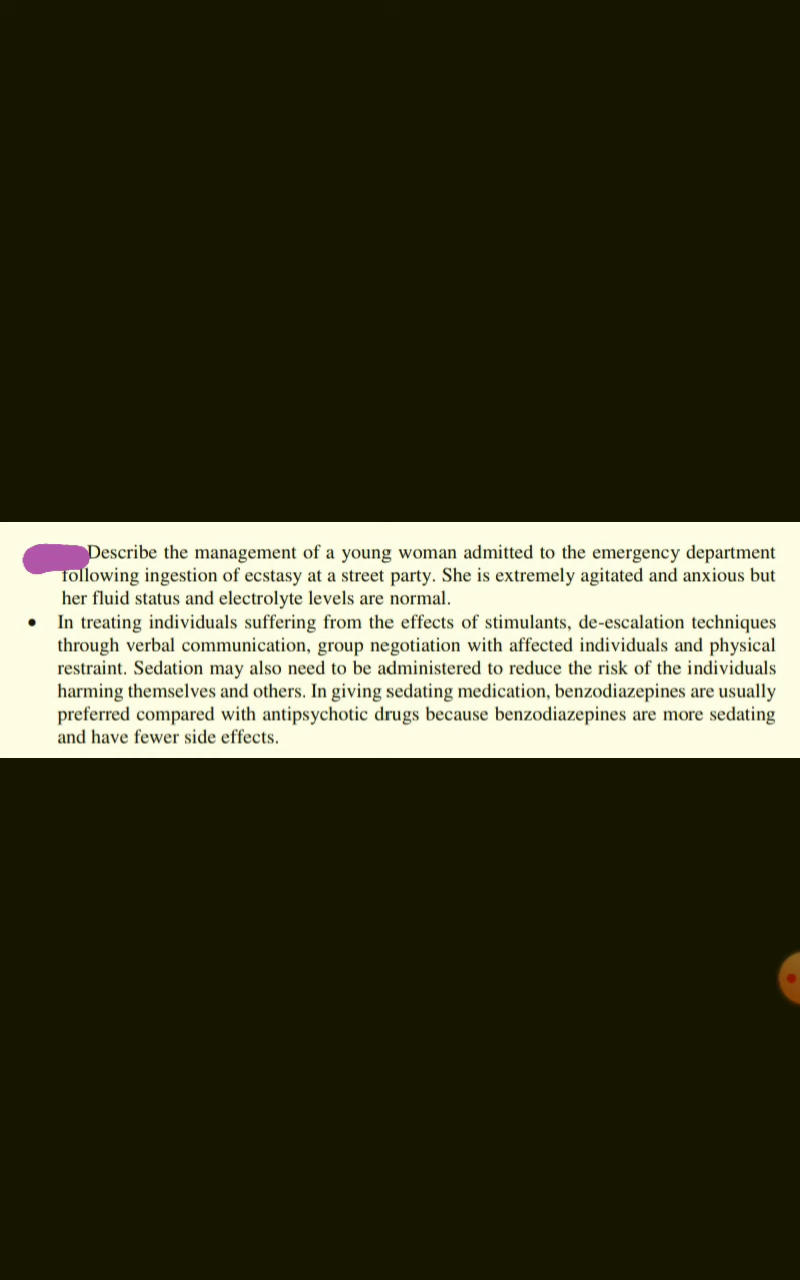 Describe the management of a young woman admitted to the emergency department
following ingestion of ecstasy at a street party. She is extremely agitated and anxious but
her fluid status and electrolyte levels are normal.
• In treating individuals suffering from the effects of stimulants, de-escalation techniques
through verbal communication, group negotiation with affected individuals and physical
restraint. Sedation may also need to be administered to reduce the risk of the individuals
harming themselves and others. In giving sedating medication, benzodiazepines are usually
preferred compared with antipsychotic drugs because benzodiazepines are more sedating
and have fewer side effects.